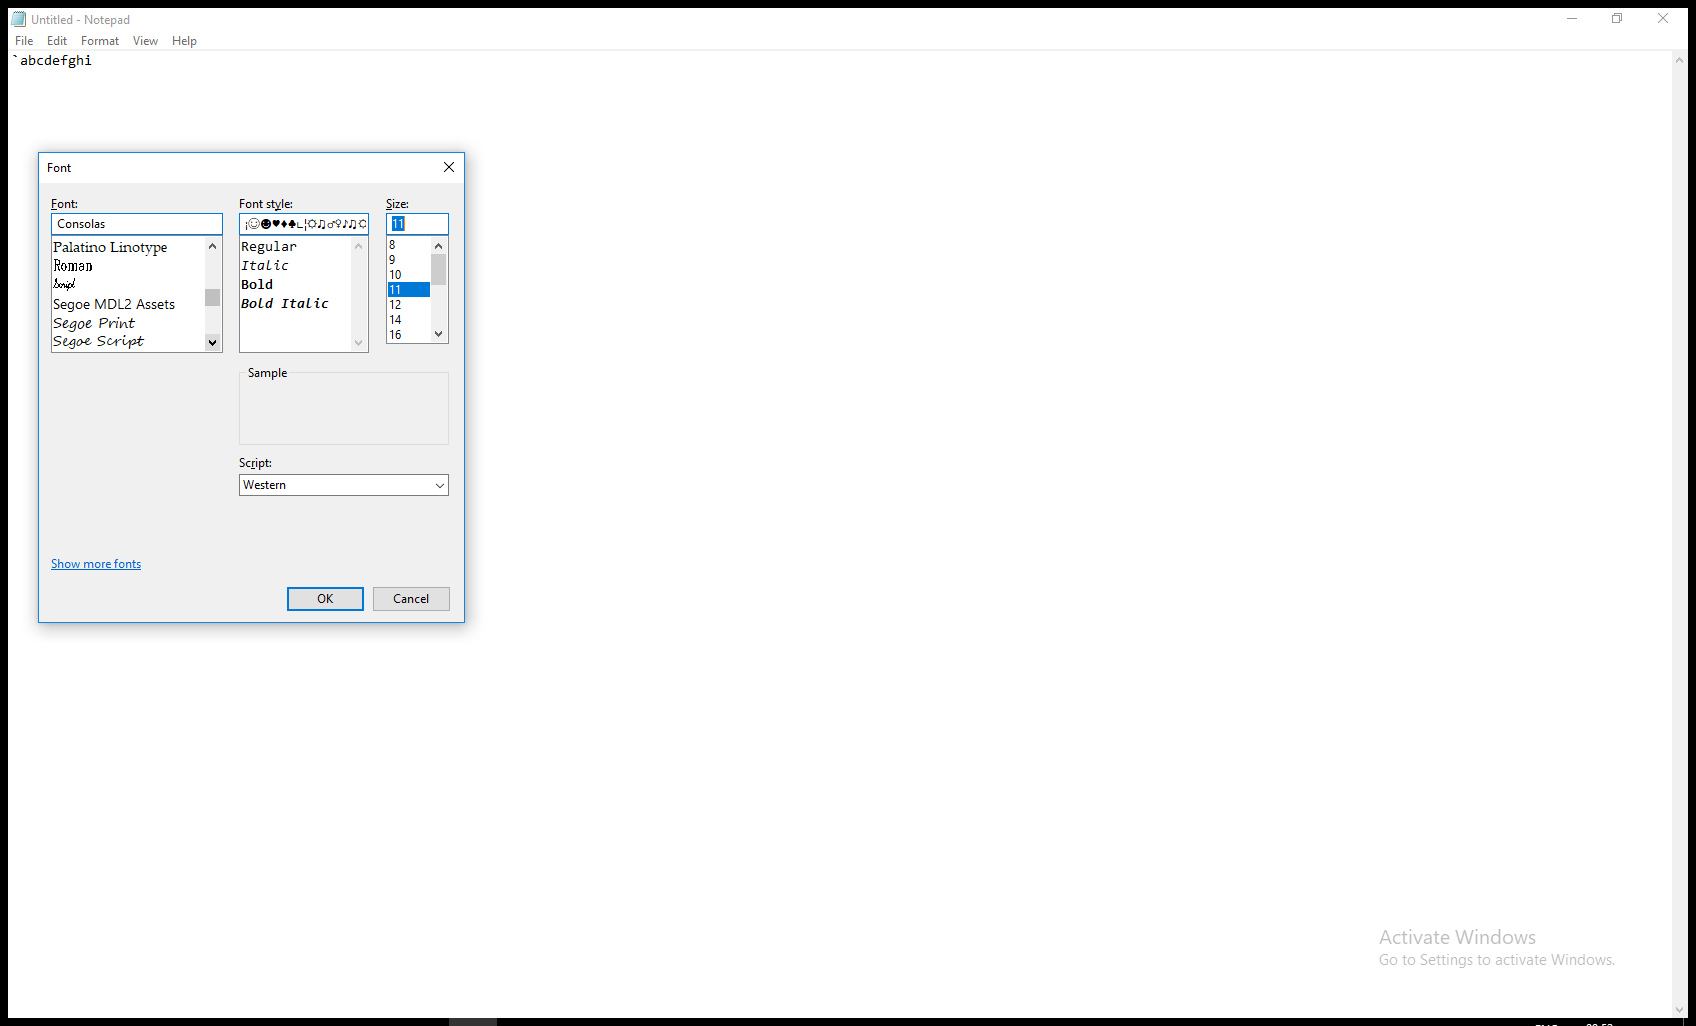 Untitled - Notepad
File Edit Format View Help
`abcdefghi
Font
Font:
Consolas
Palatino Linotype
Roman
Script
Segoe MDL2 Assets
Segoe Print
Segoe Script
Font style:
¡☺☻♥♦♣∟¦☼♫♂♀♪♫☼
Regular
Italic
Bold
Bold Italic
Size:
11
8
9
10
11
12
14
16
Sample
Script:
Western
Show more fonts
OK
Cancel
Activate Windows
Go to Settings to activate Windows.